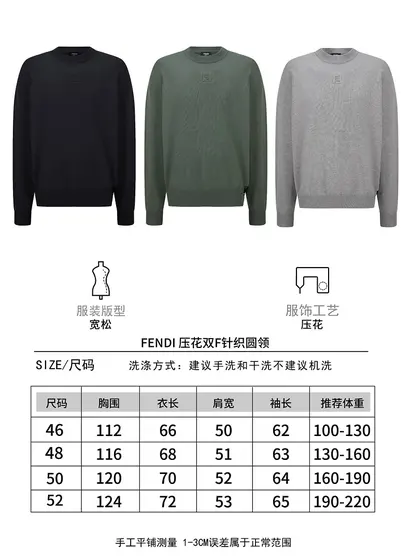 服装版型
宽松
服饰工艺
压花
FENDI 压花双F针织圆领
SIZE/尺码 洗涤方式：建议手洗和干洗不建议机洗
尺码 胸围 衣长 肩宽 袖长 推荐体重
46 112 66 50 62 100-130
48 116 68 51 63 130-160
50 120 70 52 64 160-190
52 124 72 53 65 190-220
手工平铺测量 1-3CM误差属于正常范围